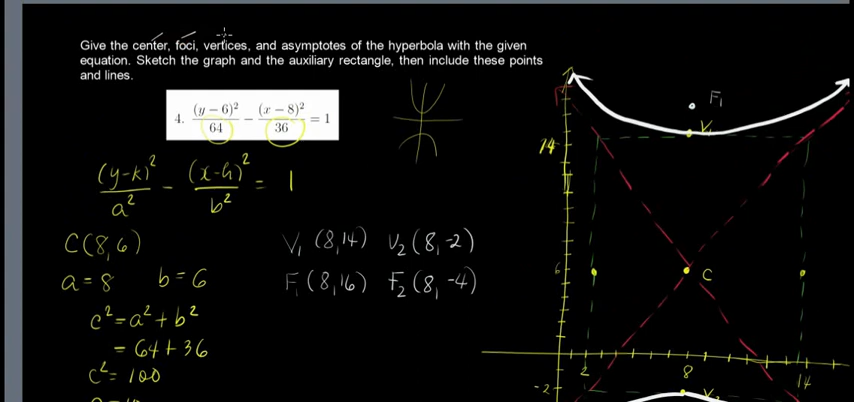 Give the center, foci, vertices, and asymptotes of the hyperbola with the given
equation. Sketch the graph and the auxiliary rectangle, then include these points
and lines.
4. (y − 6)²/64 − (x − 8)²/36 = 1
(y-k)²/a² - (x-h)²/b² = 1
C(8,6)
a=8 b=6
c²=a²+b²
= 64+36
c²= 100
V₁ (8,14) V₂ (8,-2)
F₁ (8,16) F₂ (8,-4)
F₁
V₁
14
6
C
2
8
14
-2
V₂